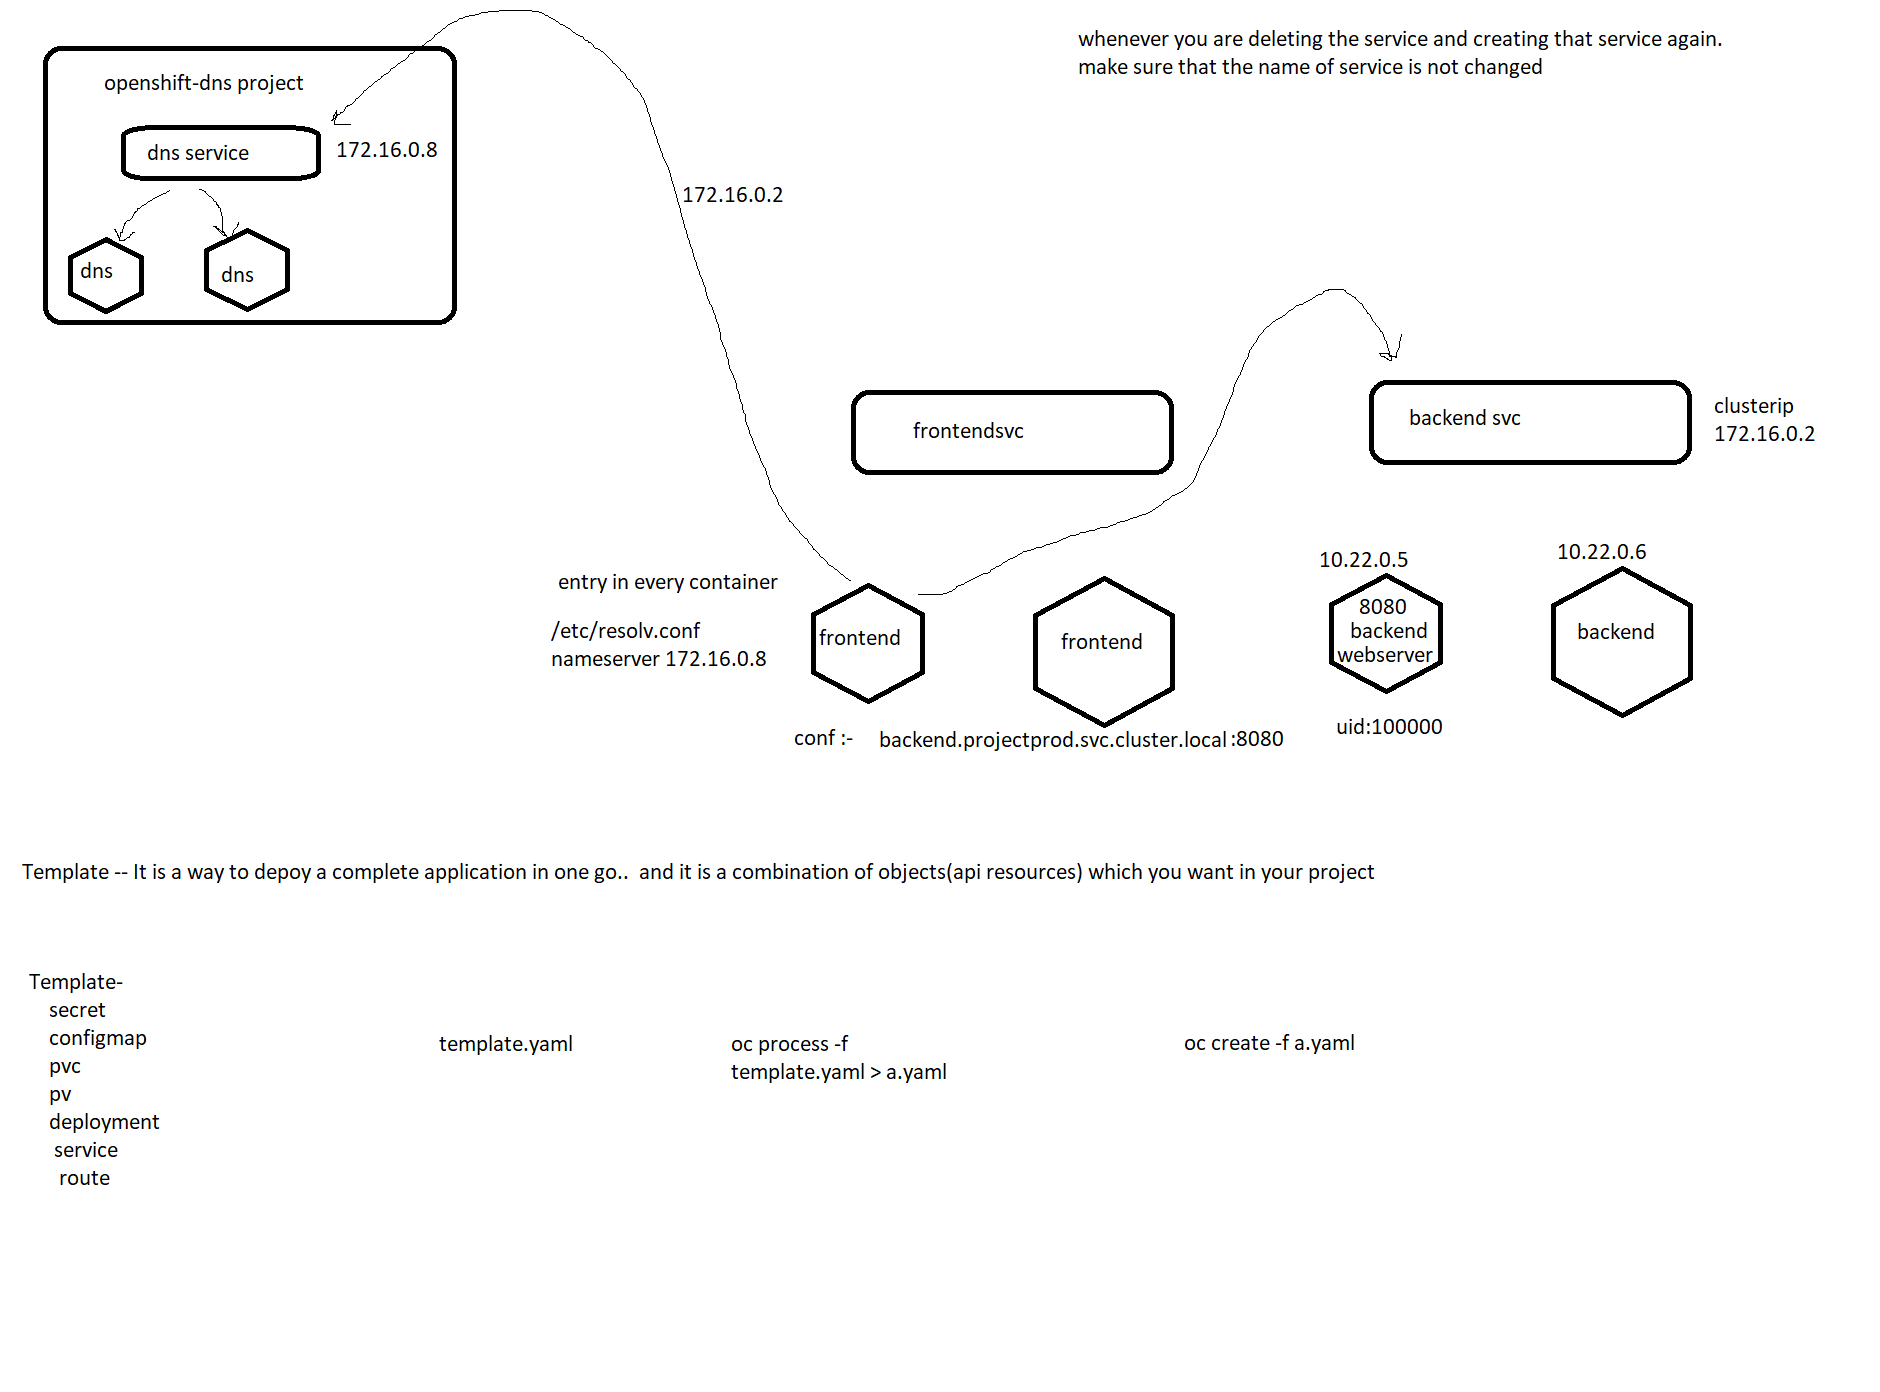 whenever you are deleting the service and creating that service again.
make sure that the name of service is not changed
openshift-dns project
dns service
172.16.0.8
172.16.0.2
dns
dns
frontendsvc
backend svc
clusterip
172.16.0.2
10.22.0.5
10.22.0.6
entry in every container
/etc/resolv.conf
nameserver 172.16.0.8
frontend
frontend
8080
backend
webserver
backend
uid:100000
conf :- backend.projectprod.svc.cluster.local :8080
Template -- It is a way to depoy a complete application in one go.. and it is a combination of objects(api resources) which you want in your project
Template-
secret
configmap
pvc
pv
deployment
service
route
template.yaml
oc process -f
template.yaml > a.yaml
oc create -f a.yaml